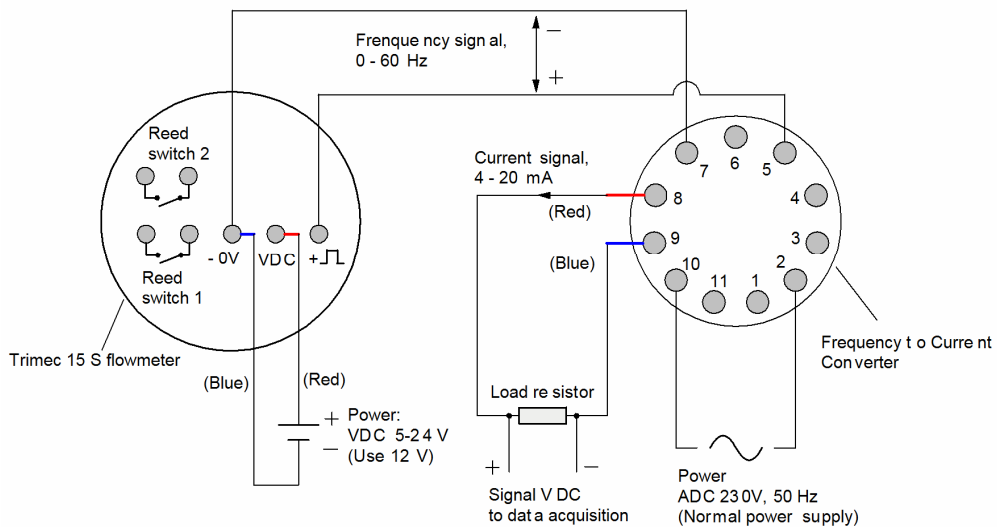 Frenque ncy sign al,
0 - 60 Hz
−
+
Reed
switch 2
- 0V
VDC
+
Reed
switch 1
Trimec 15 S flowmeter
(Blue)
(Red)
+
−
Power:
VDC 5-24 V
(Use 12 V)
Current signal,
4 - 20 mA
(Red)
(Blue)
Load re sistor
+
−
Signal V DC
to dat a acquisition
7
6
5
8
4
9
3
10
2
11
1
Frequency t o Curre nt
Converter
Power
ADC 230V, 50 Hz
(Normal power supply)